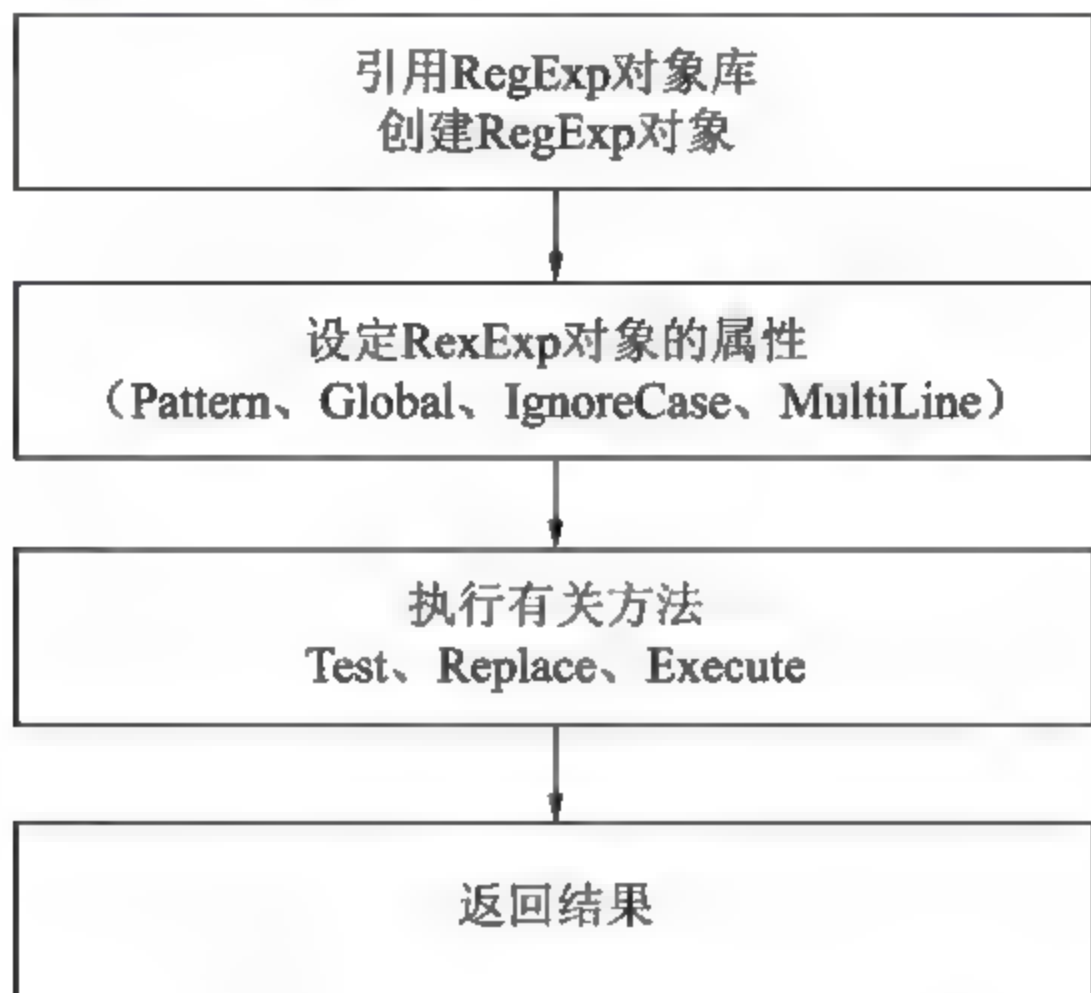 引用RegExp对象库
创建RegExp对象
设定RexExp对象的属性
（Pattern、Global、IgnoreCase、MultiLine）
执行有关方法
Test、Replace、Execute
返回结果